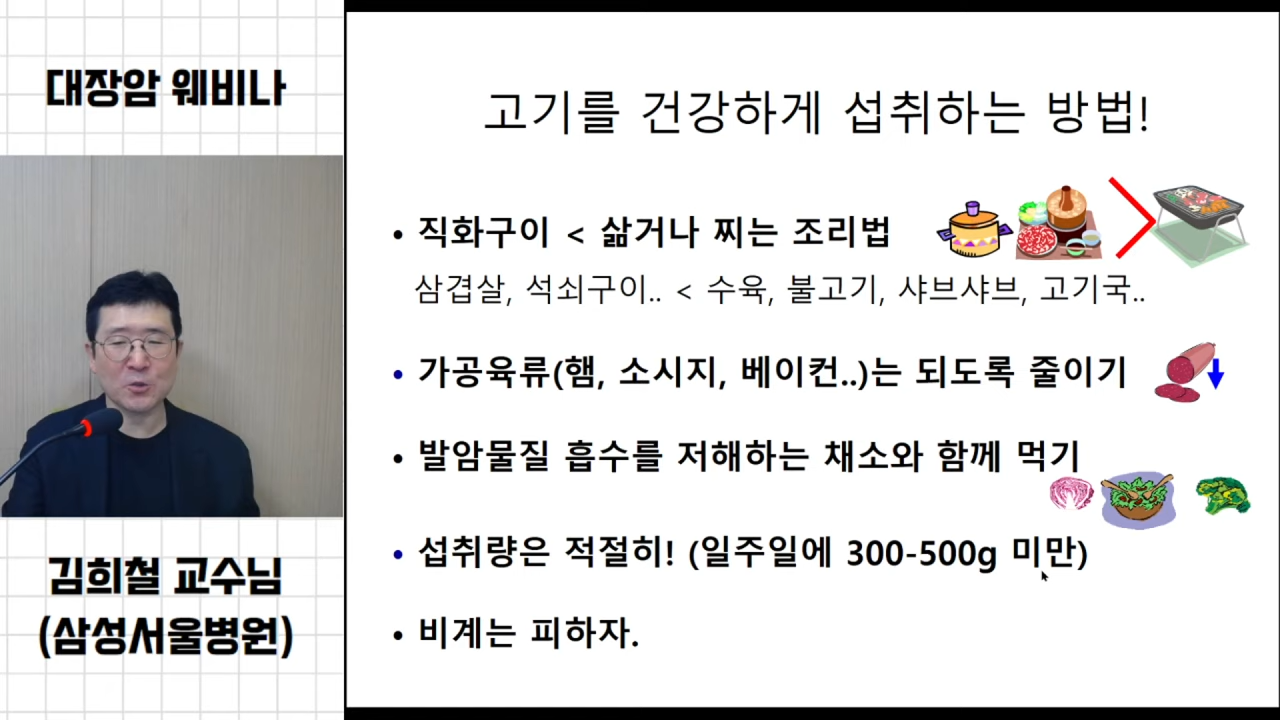 대장암 웨비나
김희철 교수님
(삼성서울병원)
고기를 건강하게 섭취하는 방법!
• 직화구이 < 삶거나 찌는 조리법
삼겹살, 석쇠구이.. < 수육, 불고기, 샤브샤브, 고기국..
• 가공육류(햄, 소시지, 베이컨..)는 되도록 줄이기
• 발암물질 흡수를 저해하는 채소와 함께 먹기
• 섭취량은 적절히! (일주일에 300-500g 미만)
• 비계는 피하자.